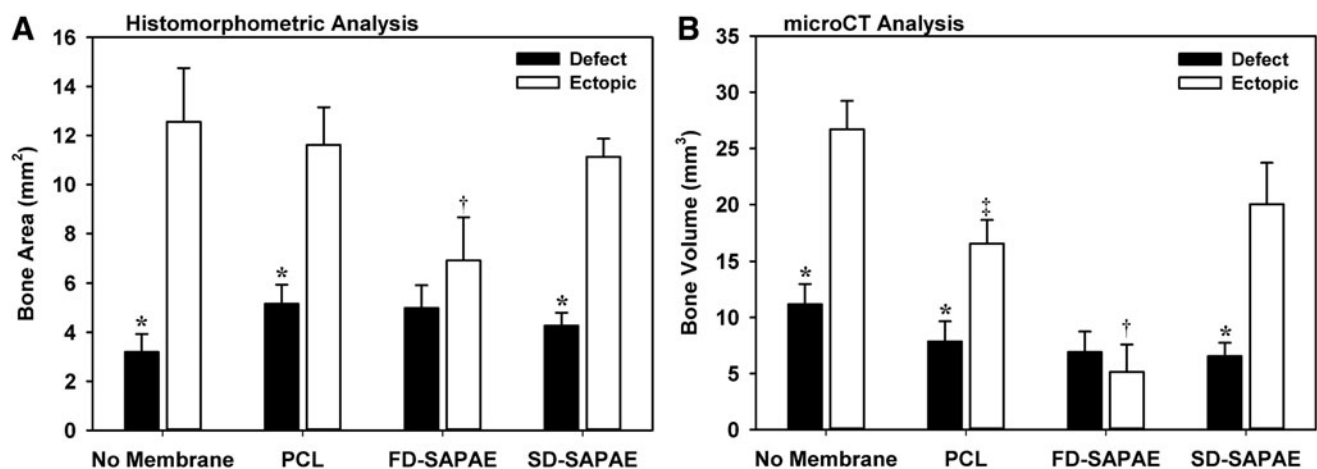 A Histomorphometric Analysis
16
14
12
10
8
6
4
2
0
Bone Area (mm²)
Defect
Ectopic
*
*
†
*
No Membrane PCL FD-SAPAE SD-SAPAE
B microCT Analysis
35
30
25
20
15
10
5
0
Bone Volume (mm³)
Defect
Ectopic
*
*
‡
†
*
No Membrane PCL FD-SAPAE SD-SAPAE